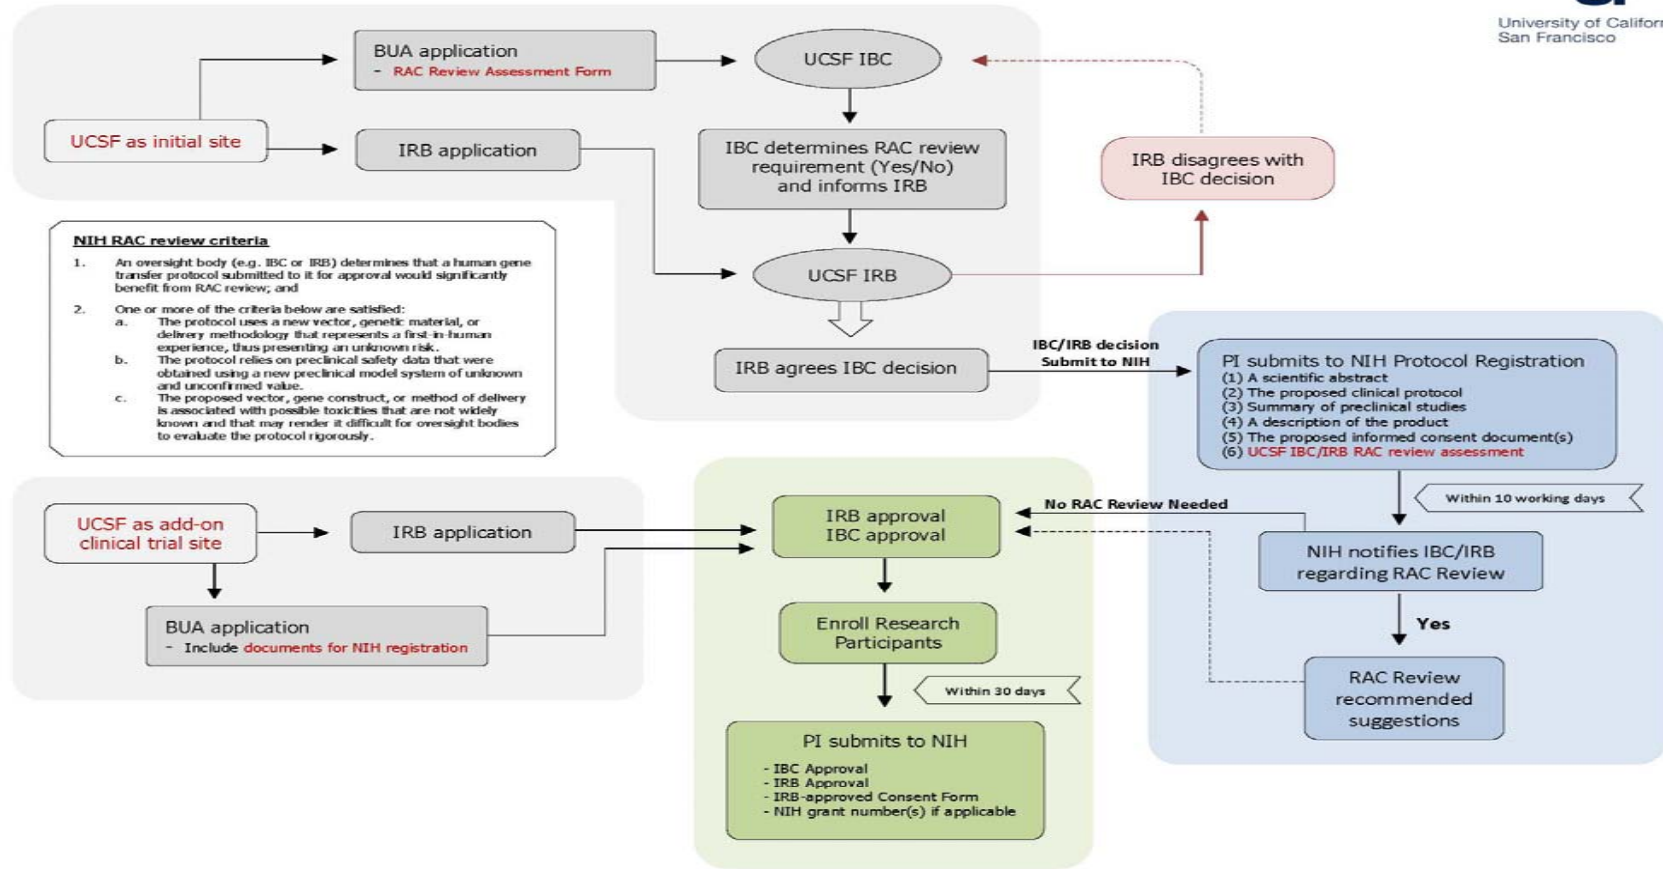 University of Califor
San Francisco
BUA application
- RAC Review Assessment Form
UCSF IBC
UCSF as initial site
IRB application
IBC determines RAC review
requirement (Yes/No)
and informs IRB
IRB disagrees with
IBC decision
NIH RAC review criteria
1. An oversight body (e.g. IBC or IRB) determines that a human gene
transfer protocol submitted to it for approval would significantly
benefit from RAC review; and
2. One or more of the criteria below are satisfied:
a. The protocol uses a new vector, genetic material, or
delivery methodology that represents a first-in-human
experience, thus presenting an unknown risk.
b. The protocol relies on preclinical safety data that were
obtained using a new preclinical model system of unknown
and unconfirmed value.
c. The proposed vector, gene construct, or method of delivery
is associated with possible toxicities that are not widely
known and that may render it difficult for oversight bodies
to evaluate the protocol rigorously.
UCSF IRB
IRB agrees IBC decision
IBC/IRB decision
Submit to NIH
PI submits to NIH Protocol Registration
(1) A scientific abstract
(2) The proposed clinical protocol
(3) Summary of preclinical studies
(4) A description of the product
(5) The proposed informed consent document(s)
(6) UCSF IBC/IRB RAC review assessment
Within 10 working days
NIH notifies IBC/IRB
regarding RAC Review
Yes
RAC Review
recommended
suggestions
No RAC Review Needed
UCSF as add-on
clinical trial site
IRB application
BUA application
- Include documents for NIH registration
IRB approval
IBC approval
Enroll Research
Participants
Within 30 days
PI submits to NIH
- IBC Approval
- IRB Approval
- IRB-approved Consent Form
- NIH grant number(s) if applicable